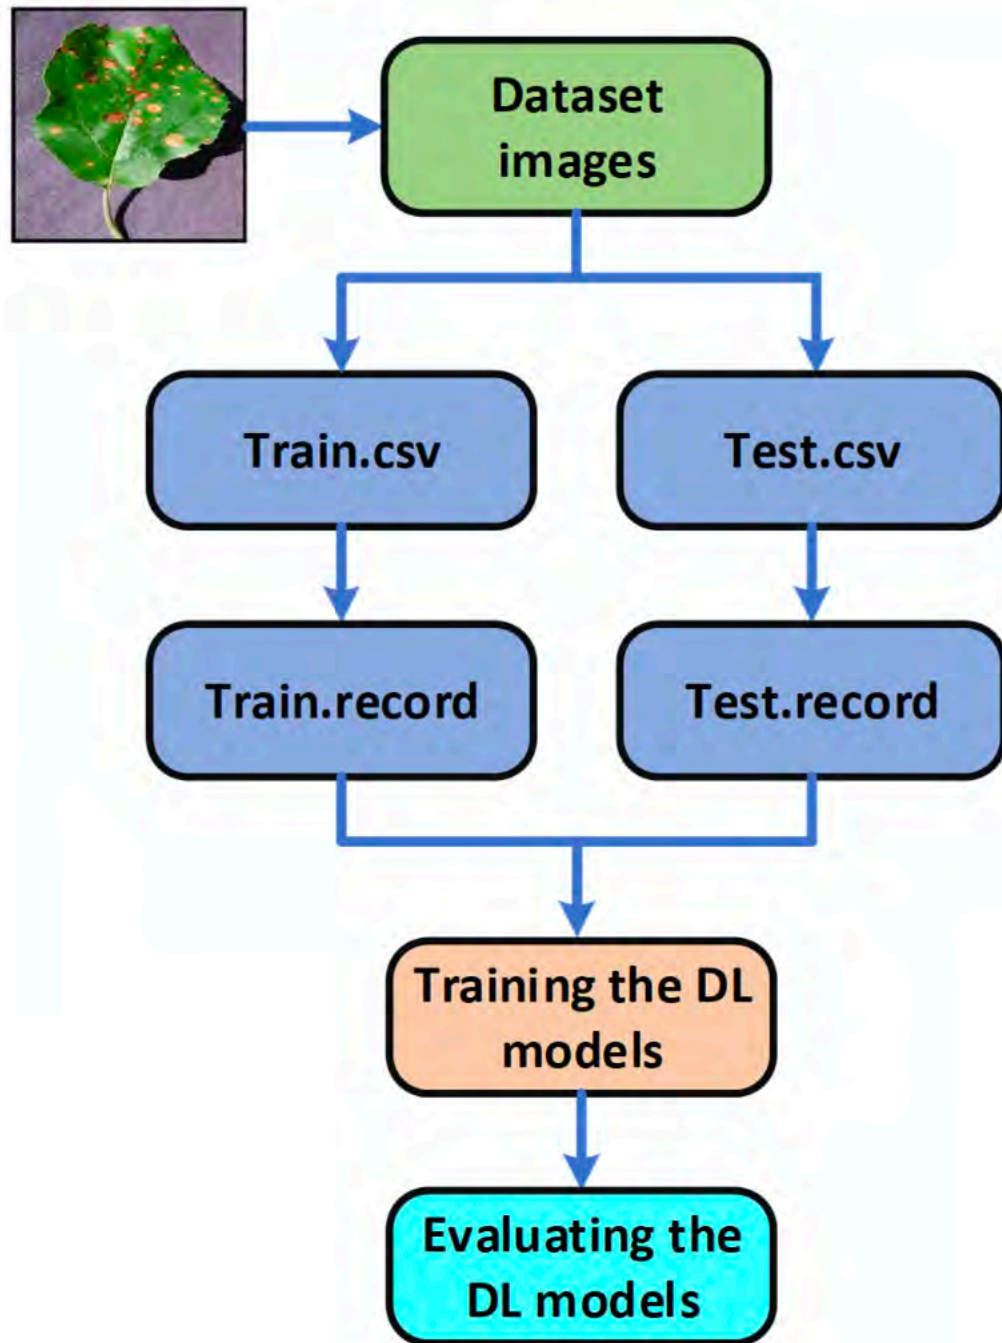 Dataset
images
Train.csv
Test.csv
Train.record
Test.record
Training the DL
models
Evaluating the
DL models